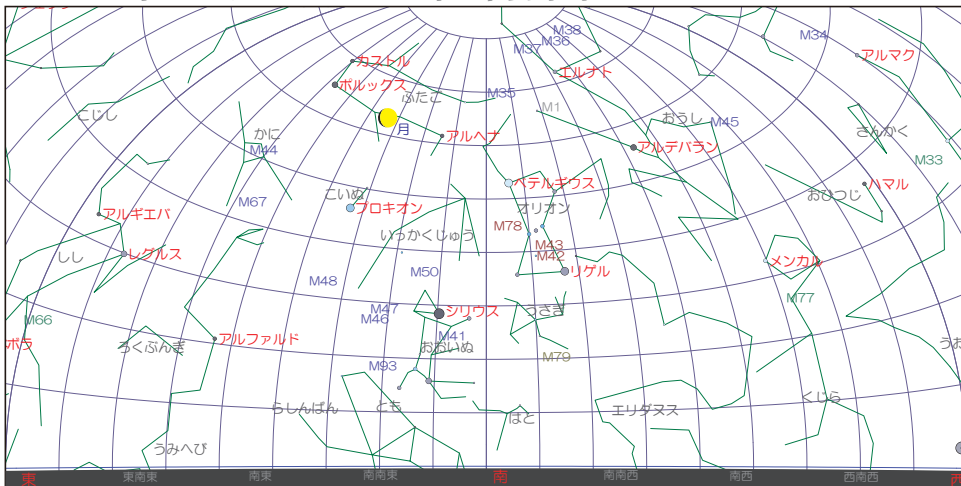 M38
M36
M37
M34
アルマク
カストル
エルナト
ポルックス
ふたご
M35
M1
こじし
月
かに
アルヘナ
おうし
M45
さんかく
M44
アルデバラン
M33
ベテルギウス
ハマル
こいぬ
おひつじ
M67
プロキオン
オリオン
アルギエバ
M78
いっかくじゅう
M43
しし
レグルス
M42
メンカル
M50
リゲル
M48
M77
M47
シリウス
うさぎ
M66
M46
M41
アルファルド
ボラ
ろくぶんぎ
おおいぬ
うお
M79
M93
らしんばん
とも
エリダヌス
くじら
はと
うみへび
東
東南東
南東
南南東
南
南南西
南西
西南西
西